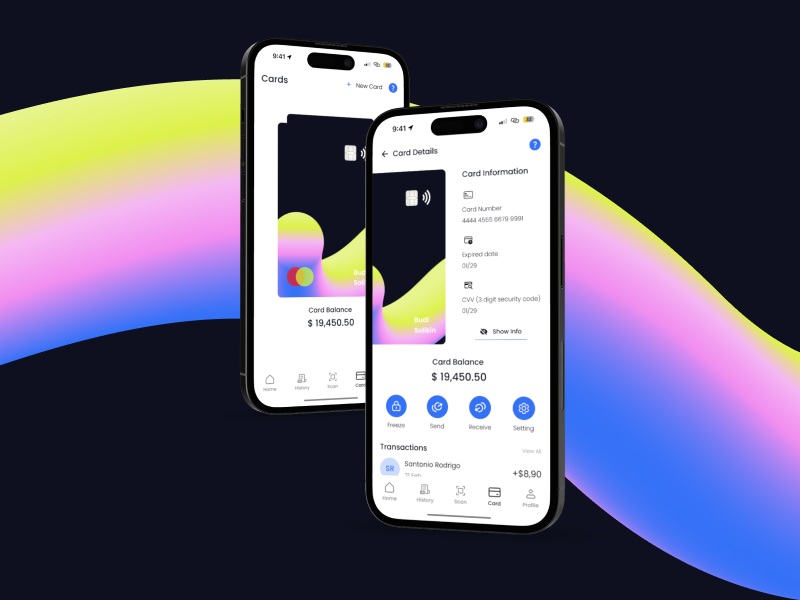 9:41
Cards
+ New Card
?
Budi
Soli
Card Balance
$ 19,450.50
Home
History
Scan
Card
9:41
Card Details
?
Card Information
Card Number
4444 4555 6679 9991
Expired date
01/29
CVV (3 digit security code)
01/29
Show Info
Budi
Solikin
Card Balance
$ 19,450.50
Freeze
Send
Receive
Setting
Transactions
View All
SR
Santonio Rodrigo
+$8,90
Home
History
Scan
Card
Profile